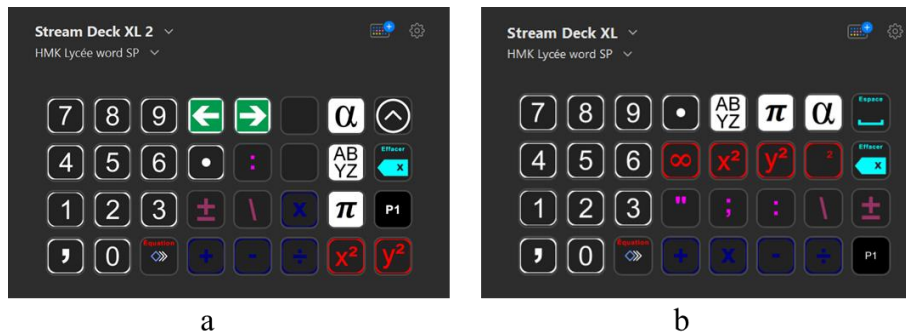 Stream Deck XL 2
HMK Lycée word SP
7 8 9 ← → α
4 5 6 • : AB YZ Effacer x
1 2 3 ± \ x π P1
, 0 Equation + - ÷ x² y²
a
Stream Deck XL
HMK Lycée word SP
7 8 9 • AB YZ π α Espace
4 5 6 ∞ x² y² ² Effacer x
1 2 3 " ; : \ ±
, 0 Equation + x - ÷ P1
b